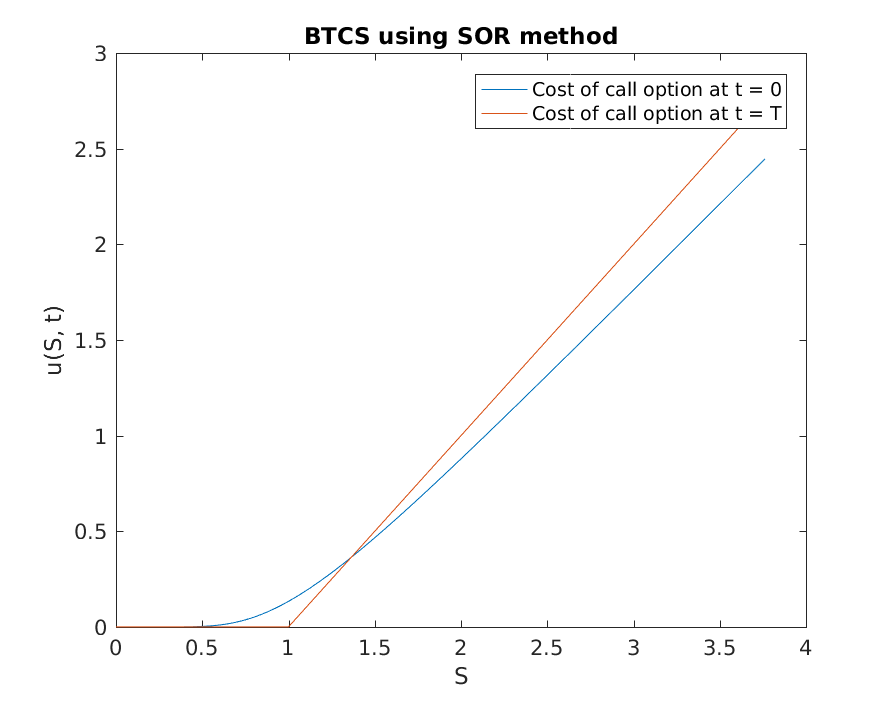 BTCS using SOR method
Cost of call option at t = 0
Cost of call option at t = T
3
2.5
2
1.5
1
0.5
0
u(S, t)
0 0.5 1 1.5 2 2.5 3 3.5 4
S